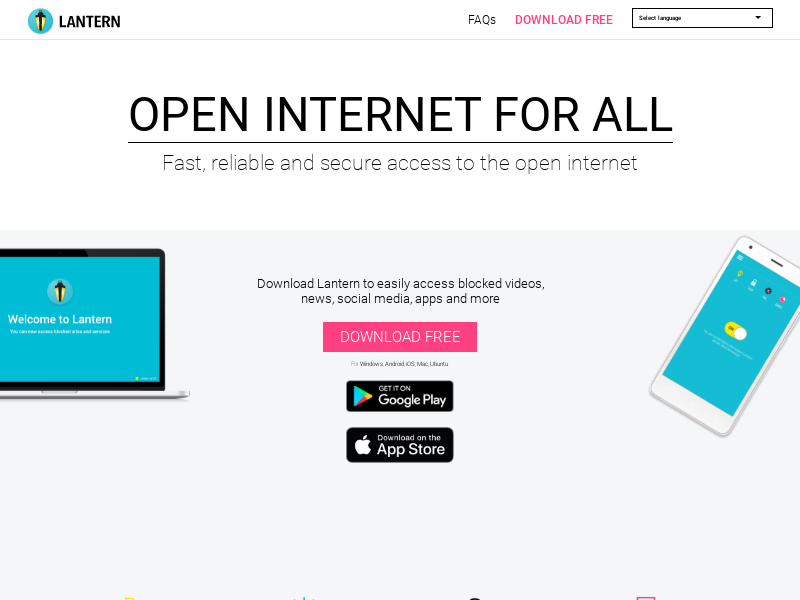 LANTERN
FAQs
DOWNLOAD FREE
Select language
OPEN INTERNET FOR ALL
Fast, reliable and secure access to the open internet
Welcome to Lantern
You can now access blocked sites and services
Download Lantern to easily access blocked videos,
news, social media, apps and more
DOWNLOAD FREE
For Windows, Android, iOS, Mac, Ubuntu
GET IT ON
Google Play
Download on the
App Store
ON